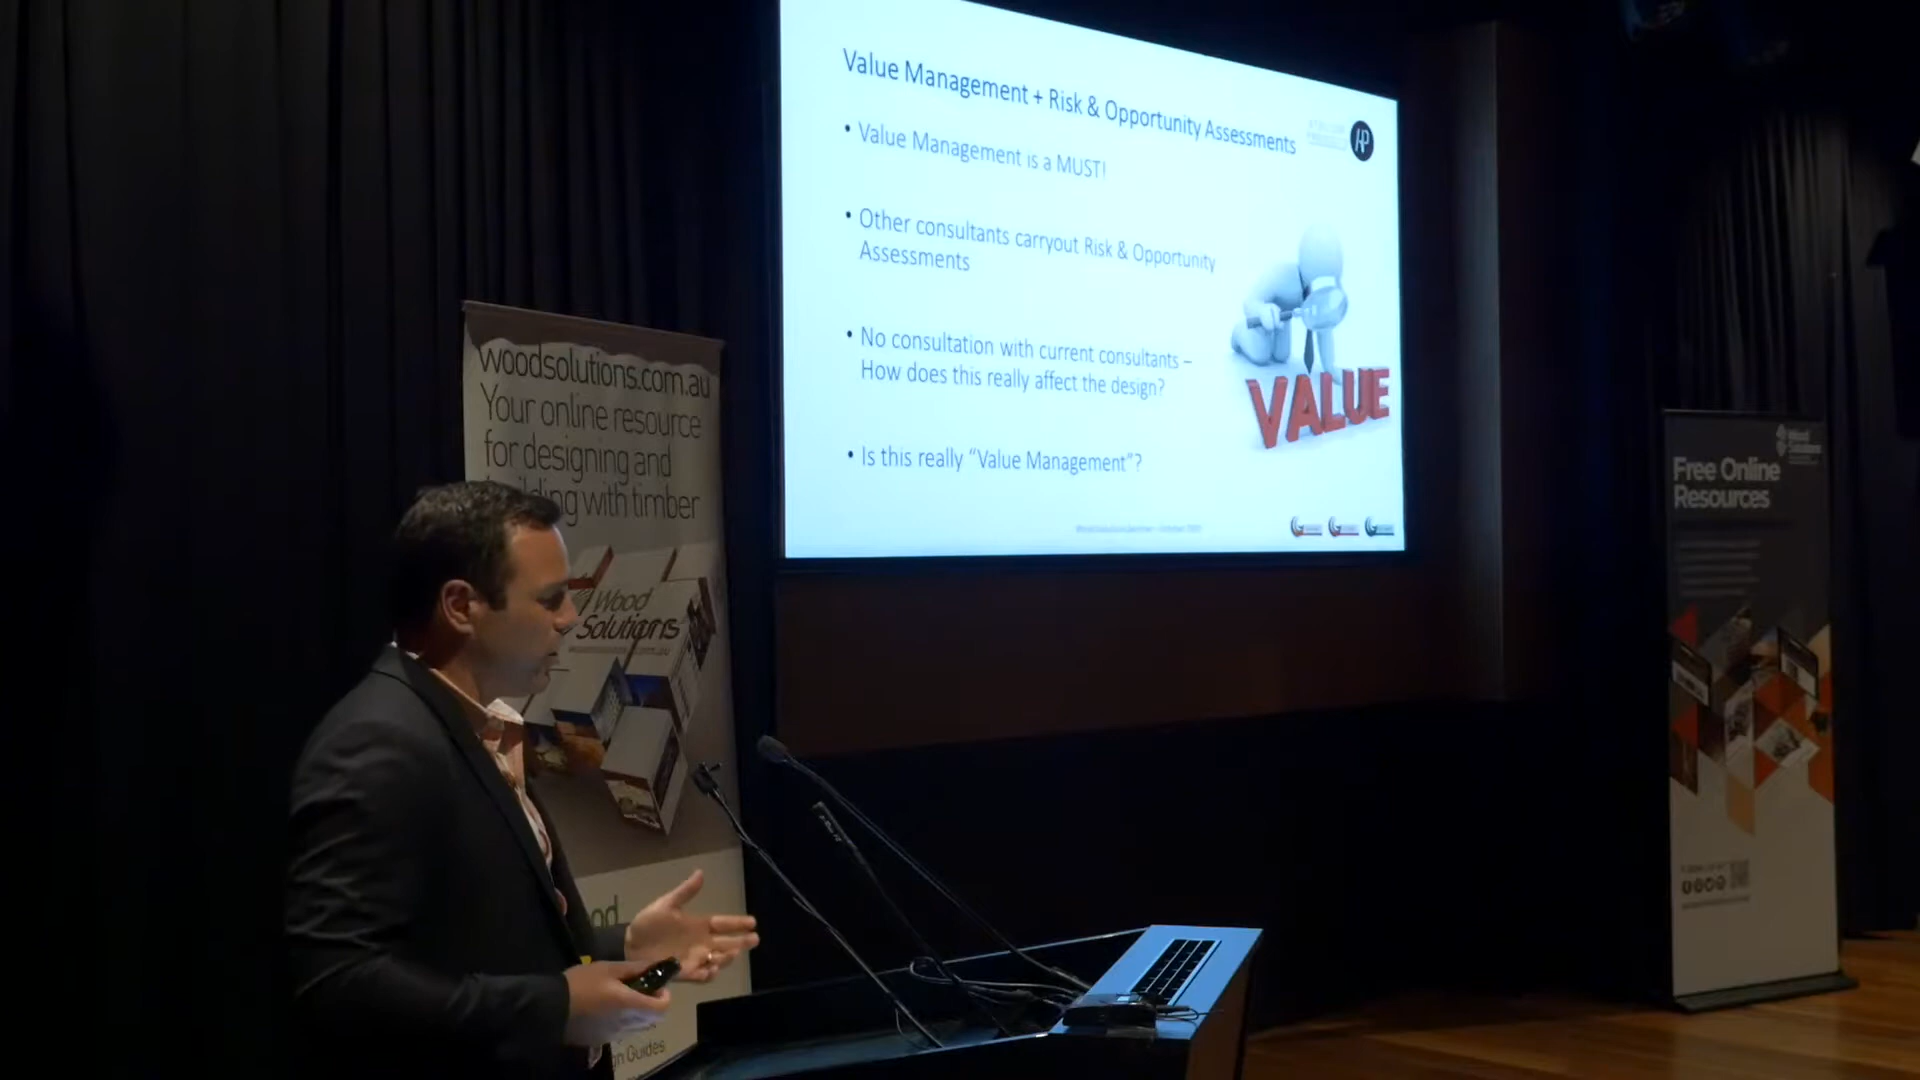 Value Management + Risk & Opportunity Assessments
• Value Management is a MUST!
• Other consultants carryout Risk & Opportunity
Assessments
• No consultation with current consultants –
How does this really affect the design?
• Is this really “Value Management”?
VALUE
woodsolutions.com.au
Your online resource
for designing and
building with timber
Wood
Solutions
Guides
Free Online
Resources